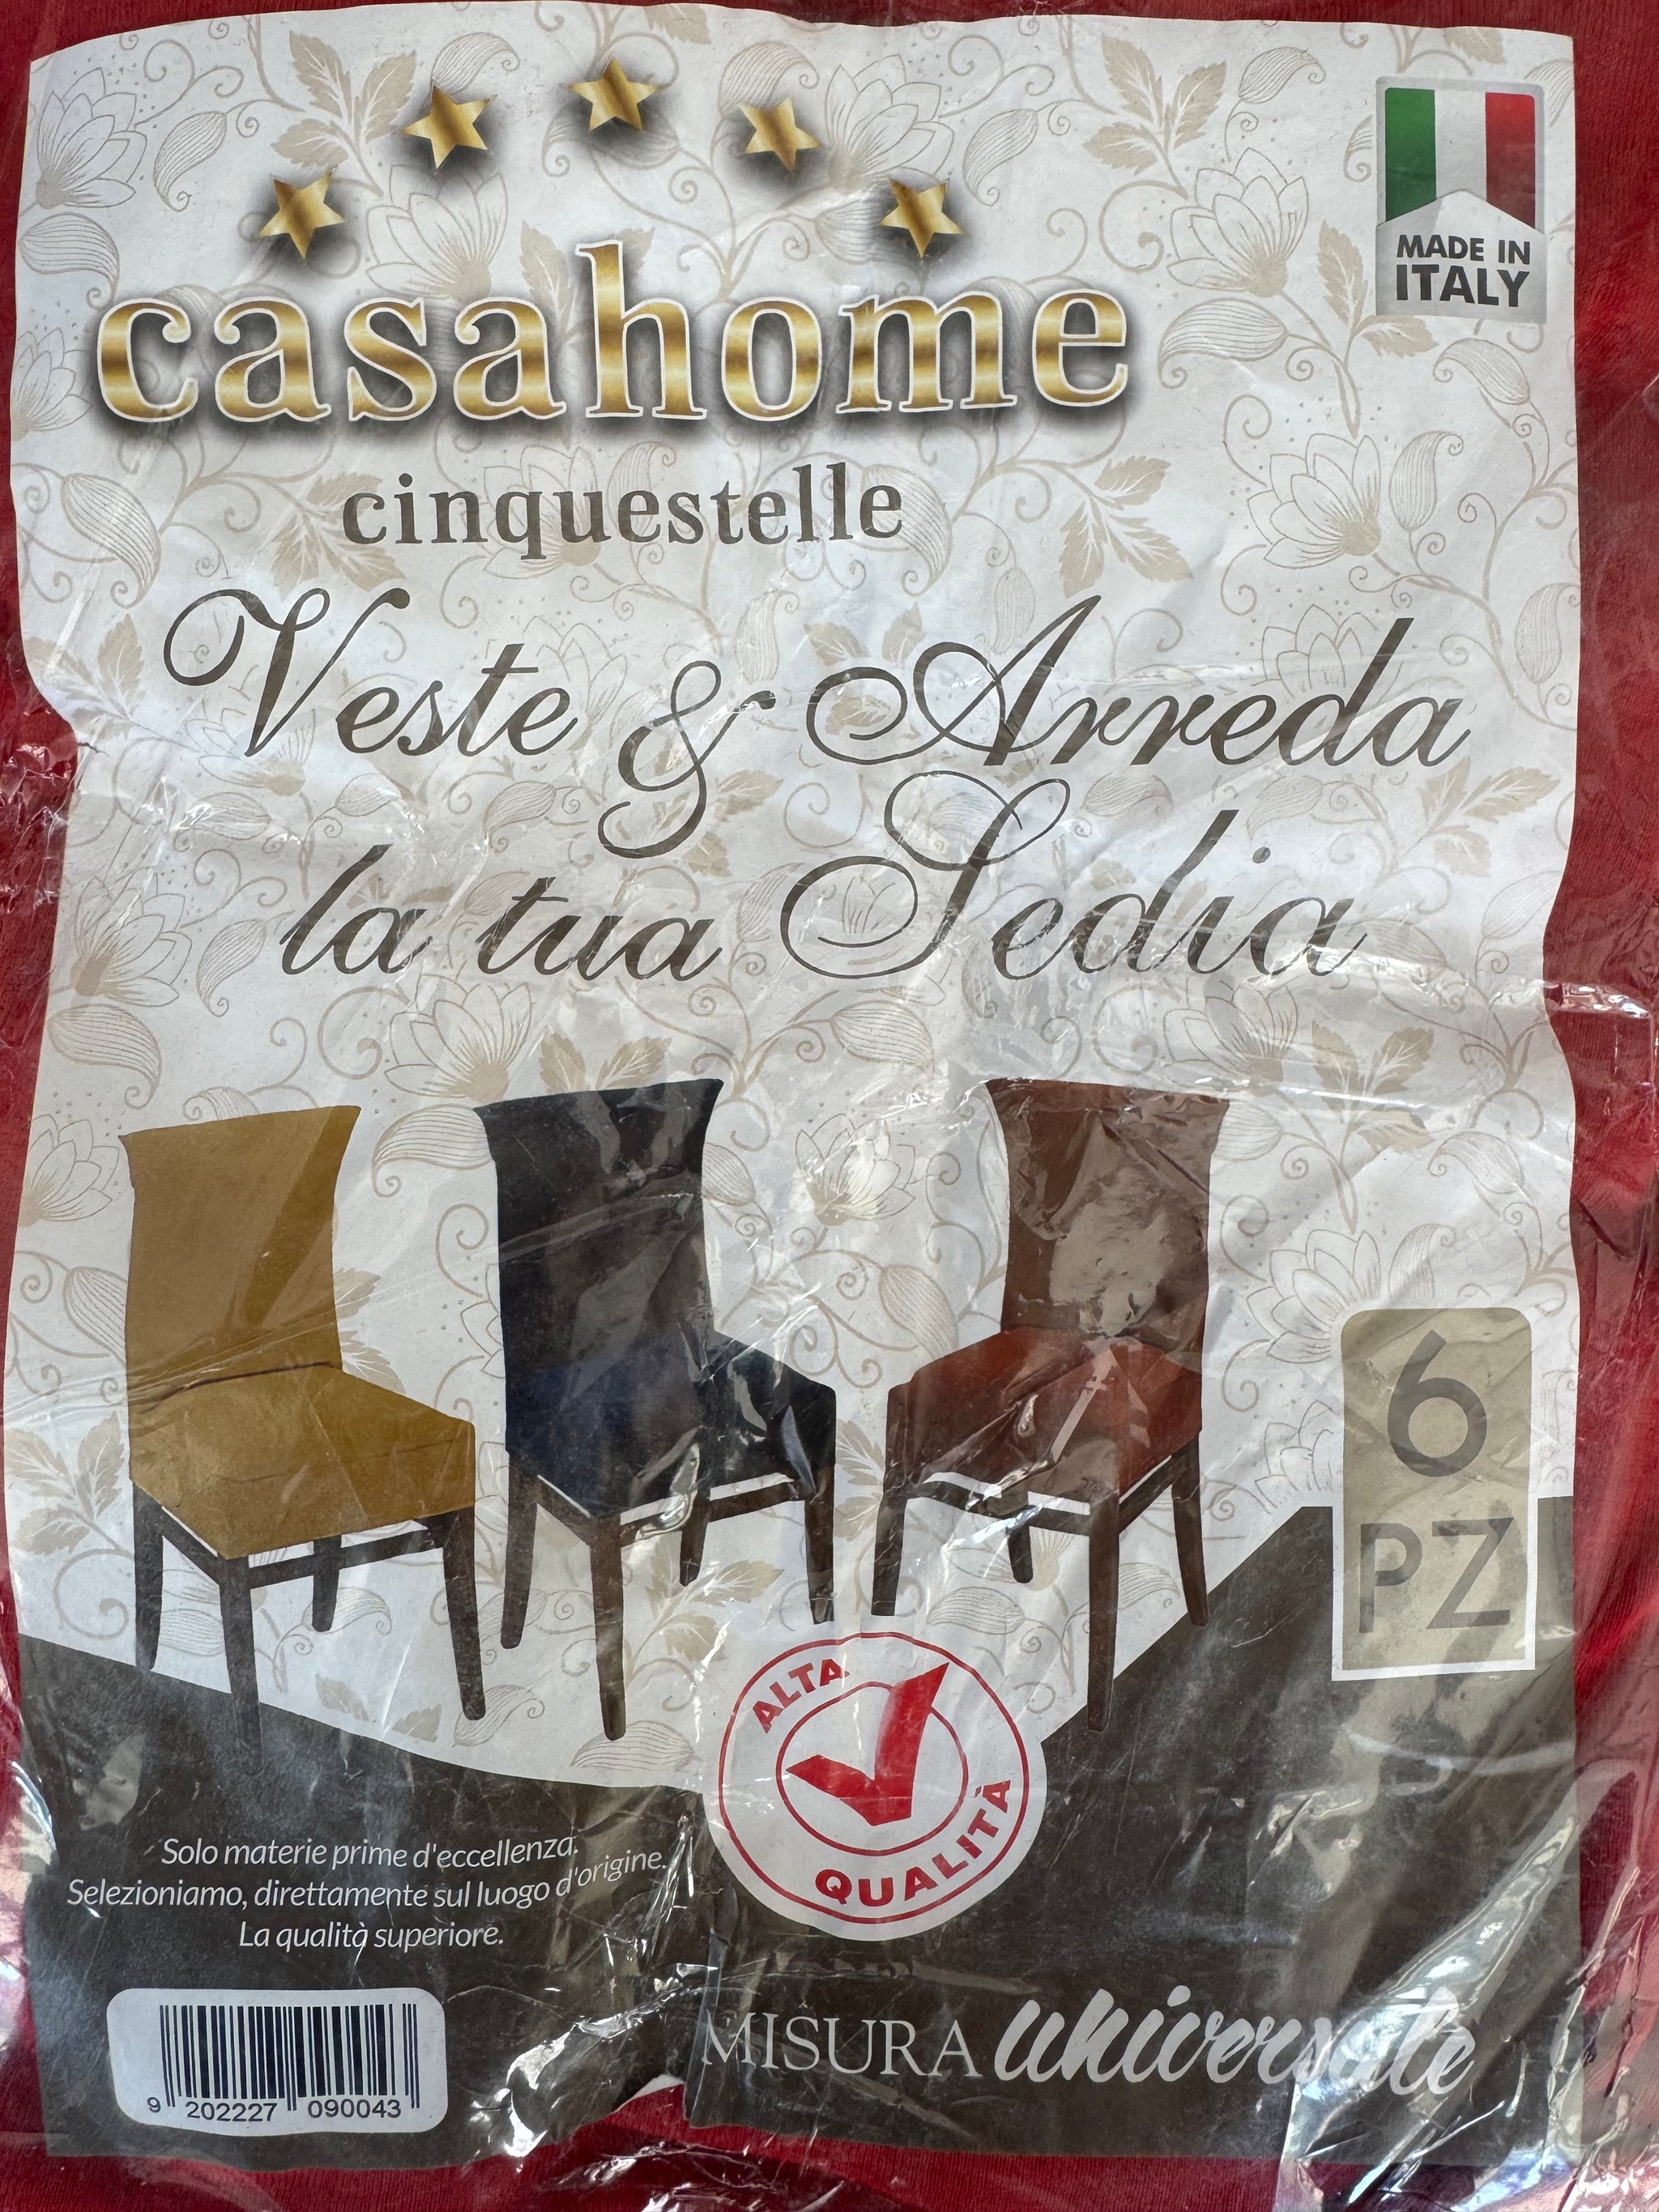 MADE IN
ITALY
casahome
cinquestelle
Veste & Arreda
la tua Sedia
6
PZ
ALTA
QUALITÀ
Solo materie prime d'eccellenza.
Selezioniamo, direttamente sul luogo d'origine.
La qualità superiore.
MISURA universale
9 202227 090043